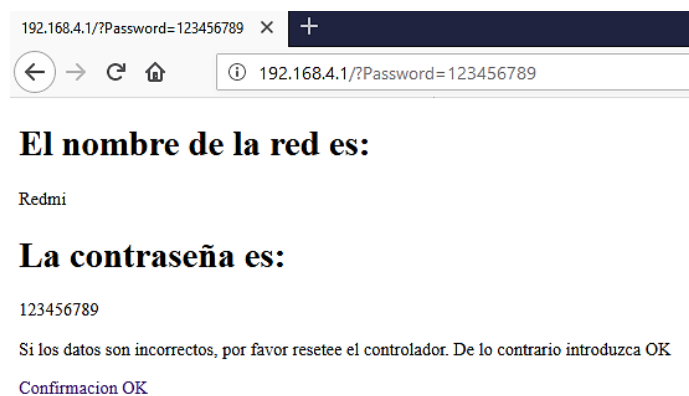 192.168.4.1/?Password=123456789
192.168.4.1/?Password=123456789
El nombre de la red es:
Redmi
La contraseña es:
123456789
Si los datos son incorrectos, por favor resetee el controlador. De lo contrario introduzca OK
Confirmacion OK